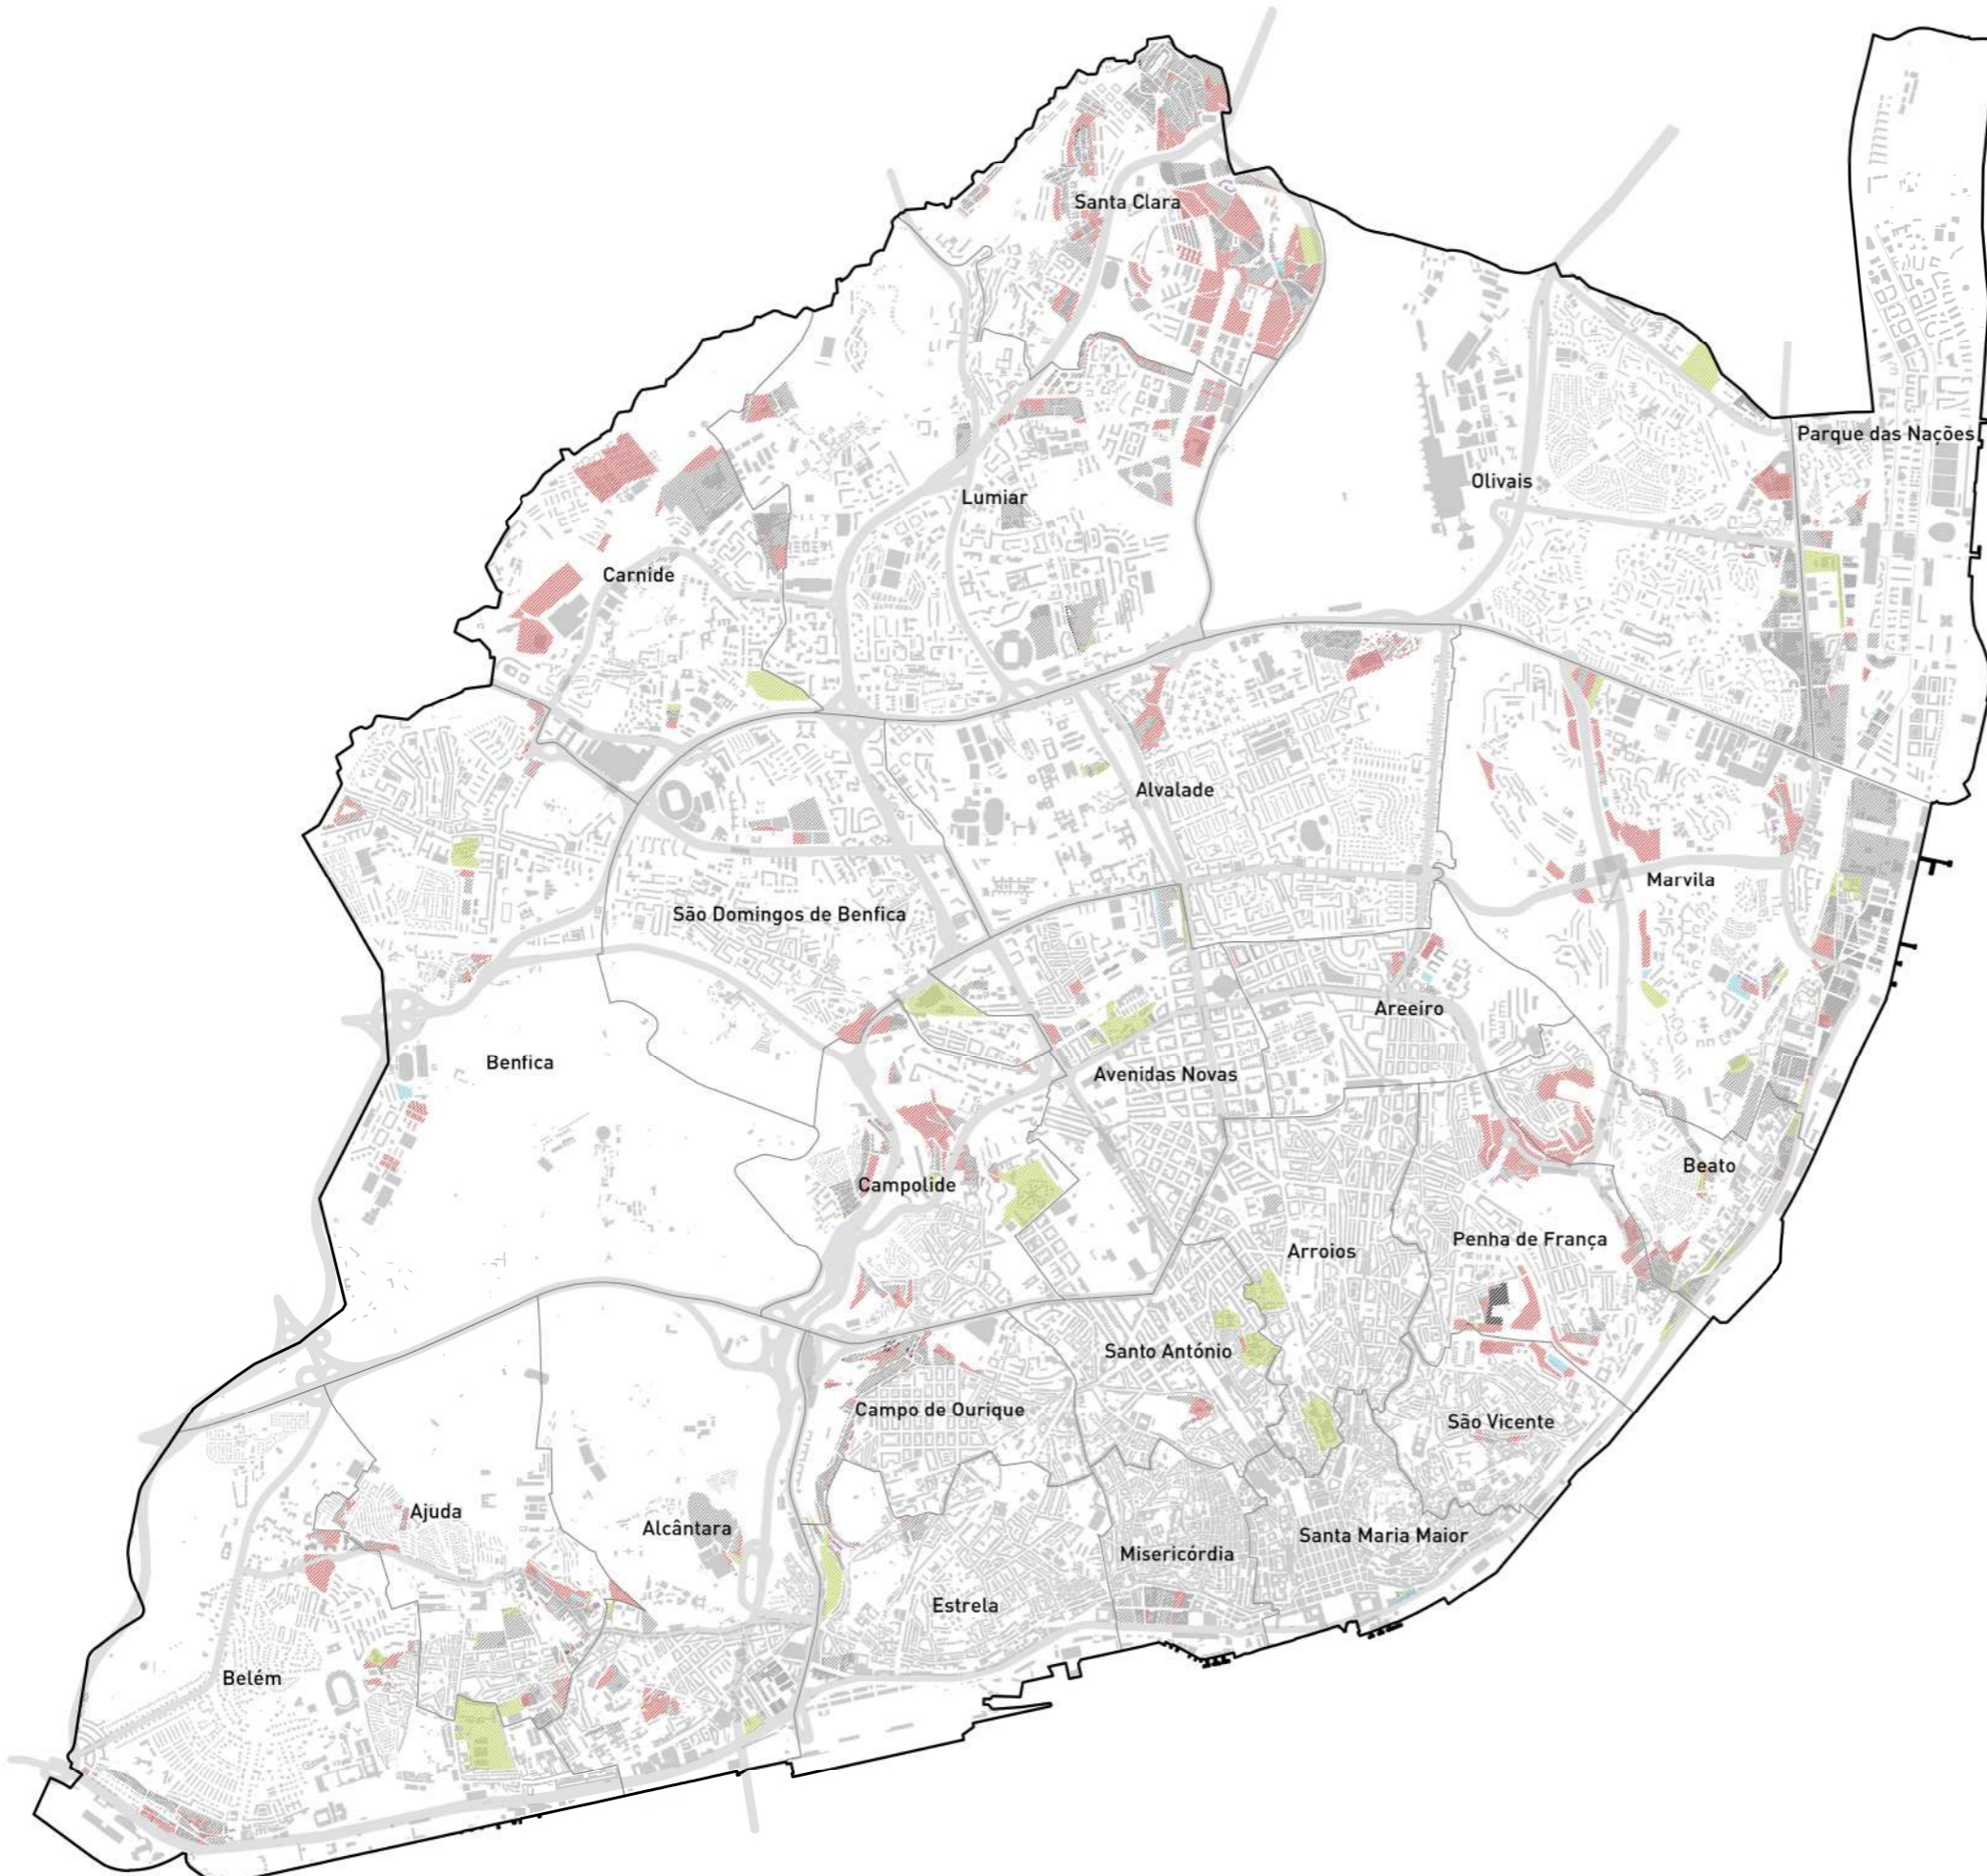 Santa Clara
Parque das Nações
Olivais
Lumiar
Carnide
Alvalade
Marvila
São Domingos de Benfica
Areeiro
Benfica
Avenidas Novas
Beato
Campolide
Penha de França
Arroios
Santo António
Campo de Ourique
São Vicente
Ajuda
Alcântara
Santa Maria Maior
Misericórdia
Estrela
Belém